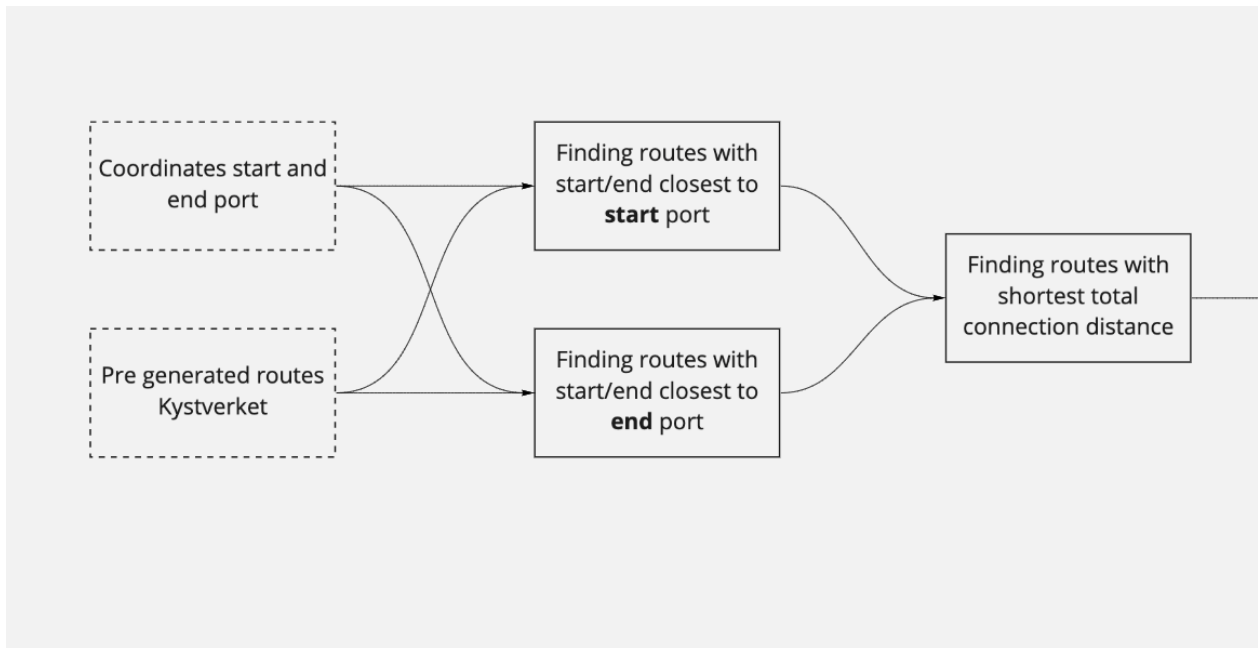 Coordinates start and
end port
Pre generated routes
Kystverket
Finding routes with
start/end closest to
start port
Finding routes with
start/end closest to
end port
Finding routes with
shortest total
connection distance